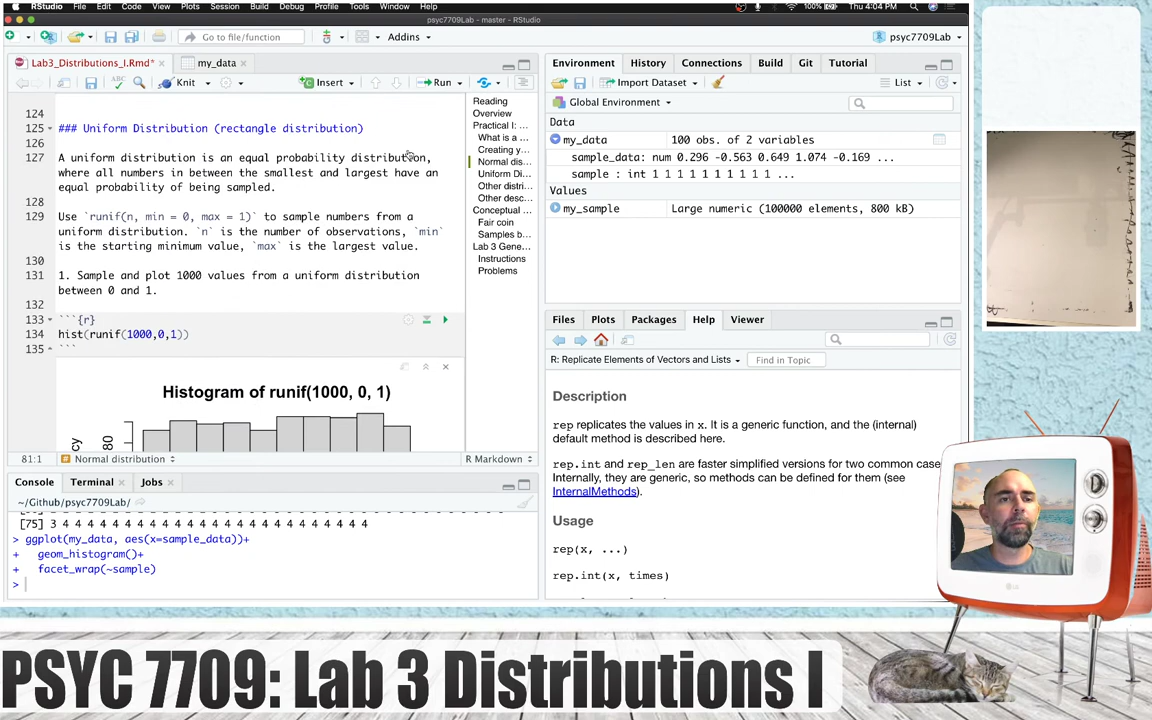 RStudio File Edit Code View Plots Session Build Debug Profile Tools Window Help
100% Thu 4:04 PM
psyc7709Lab - master - RStudio
Go to file/function
Addins
psyc7709Lab
Lab3_Distributions_I.Rmd*
my_data
Knit
Insert
Run
124
125 ### Uniform Distribution (rectangle distribution)
126
127 A uniform distribution is an equal probability distribution,
where all numbers in between the smallest and largest have an
equal probability of being sampled.
128
129 Use `runif(n, min = 0, max = 1)` to sample numbers from a
uniform distribution. `n` is the number of observations, `min`
is the starting minimum value, `max` is the largest value.
130
131 1. Sample and plot 1000 values from a uniform distribution
between 0 and 1.
132
133 ```{r}
134 hist(runif(1000,0,1))
135 ```
Histogram of runif(1000, 0, 1)
80
81:1
Normal distribution
R Markdown
Reading
Overview
Practical I: ...
What is a ...
Creating y...
Normal dis...
Uniform Di...
Other distri...
Other desc...
Conceptual ...
Fair coin
Samples b...
Lab 3 Gene...
Instructions
Problems
Console
Terminal
Jobs
~/Github/psyc7709Lab/
[75] 3 4 4 4 4 4 4 4 4 4 4 4 4 4 4 4 4 4 4 4 4 4 4 4 4 4
> ggplot(my_data, aes(x=sample_data))+
+ geom_histogram()+
+ facet_wrap(~sample)
>
Environment
History
Connections
Build
Git
Tutorial
Import Dataset
List
Global Environment
Data
my_data 100 obs. of 2 variables
sample_data: num 0.296 -0.563 0.649 1.074 -0.169 ...
sample : int 1 1 1 1 1 1 1 1 1 1 ...
Values
my_sample Large numeric (100000 elements, 800 kB)
Files
Plots
Packages
Help
Viewer
R: Replicate Elements of Vectors and Lists
Find in Topic
Description
rep replicates the values in x. It is a generic function, and the (internal)
default method is described here.
rep.int and rep_len are faster simplified versions for two common case
Internally, they are generic, so methods can be defined for them (see
InternalMethods).
Usage
rep(x, ...)
rep.int(x, times)
LG
PSYC 7709: Lab 3 Distributions I